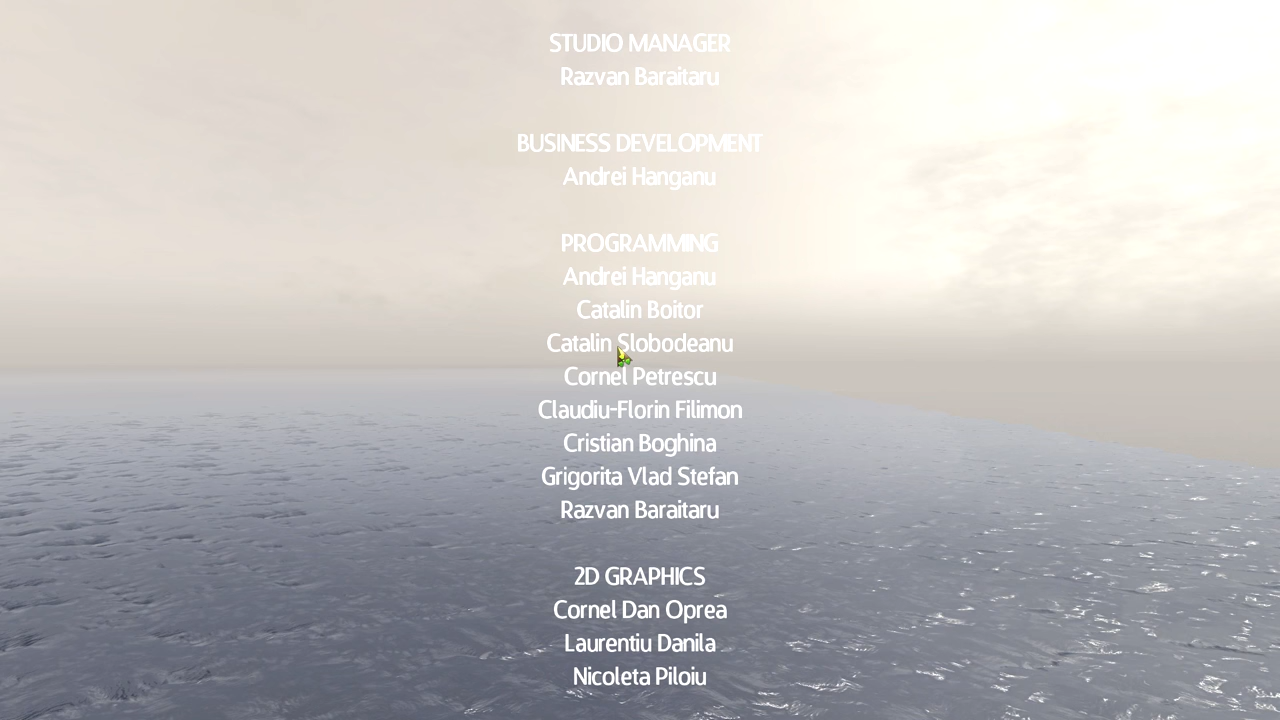 STUDIO MANAGER
Razvan Baraitaru
BUSINESS DEVELOPMENT
Andrei Hanganu
PROGRAMMING
Andrei Hanganu
Catalin Boitor
Catalin Slobodeanu
Cornel Petrescu
Claudiu-Florin Filimon
Cristian Boghina
Grigorita Vlad Stefan
Razvan Baraitaru
2D GRAPHICS
Cornel Dan Oprea
Laurentiu Danila
Nicoleta Piloiu